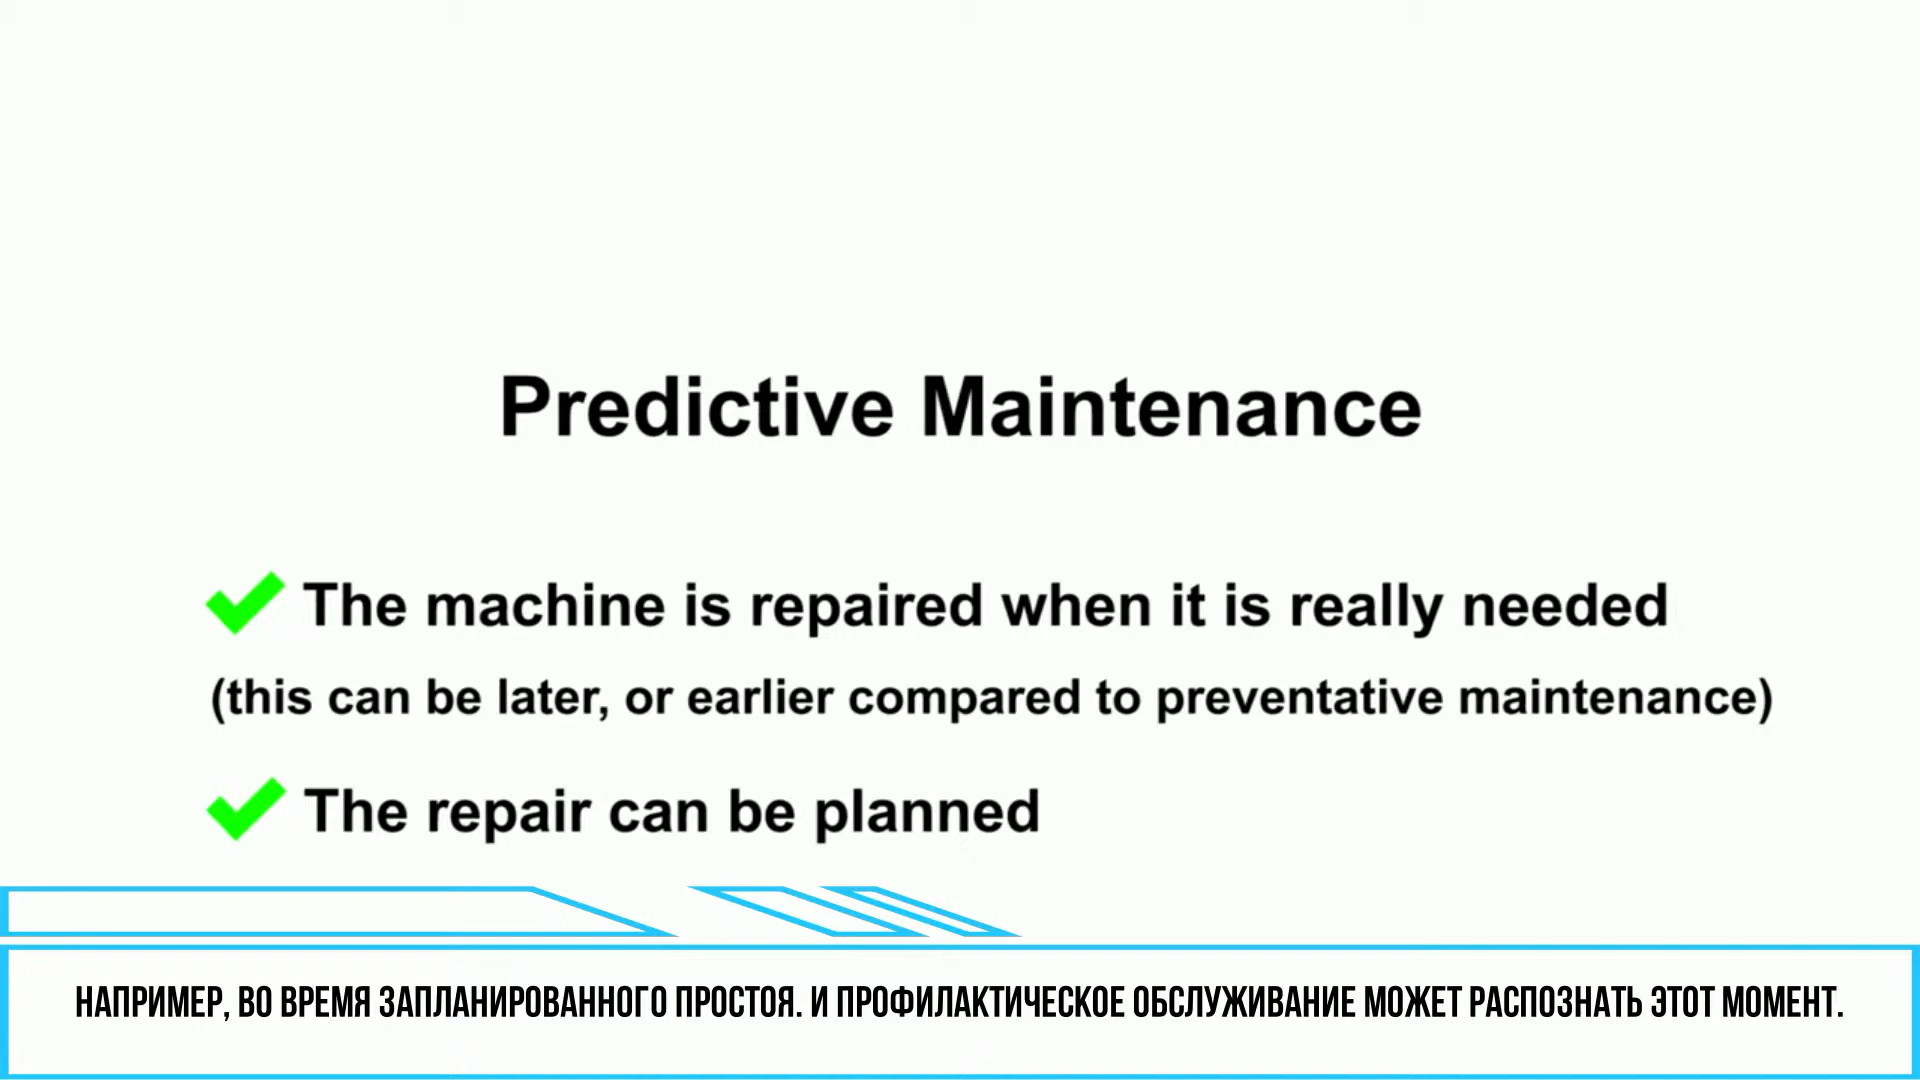 Predictive Maintenance
The machine is repaired when it is really needed
(this can be later, or earlier compared to preventative maintenance)
The repair can be planned
НАПРИМЕР, ВО ВРЕМЯ ЗАПЛАНИРОВАННОГО ПРОСТОЯ. И ПРОФИЛАКТИЧЕСКОЕ ОБСЛУЖИВАНИЕ МОЖЕТ РАСПОЗНАТЬ ЭТОТ МОМЕНТ.